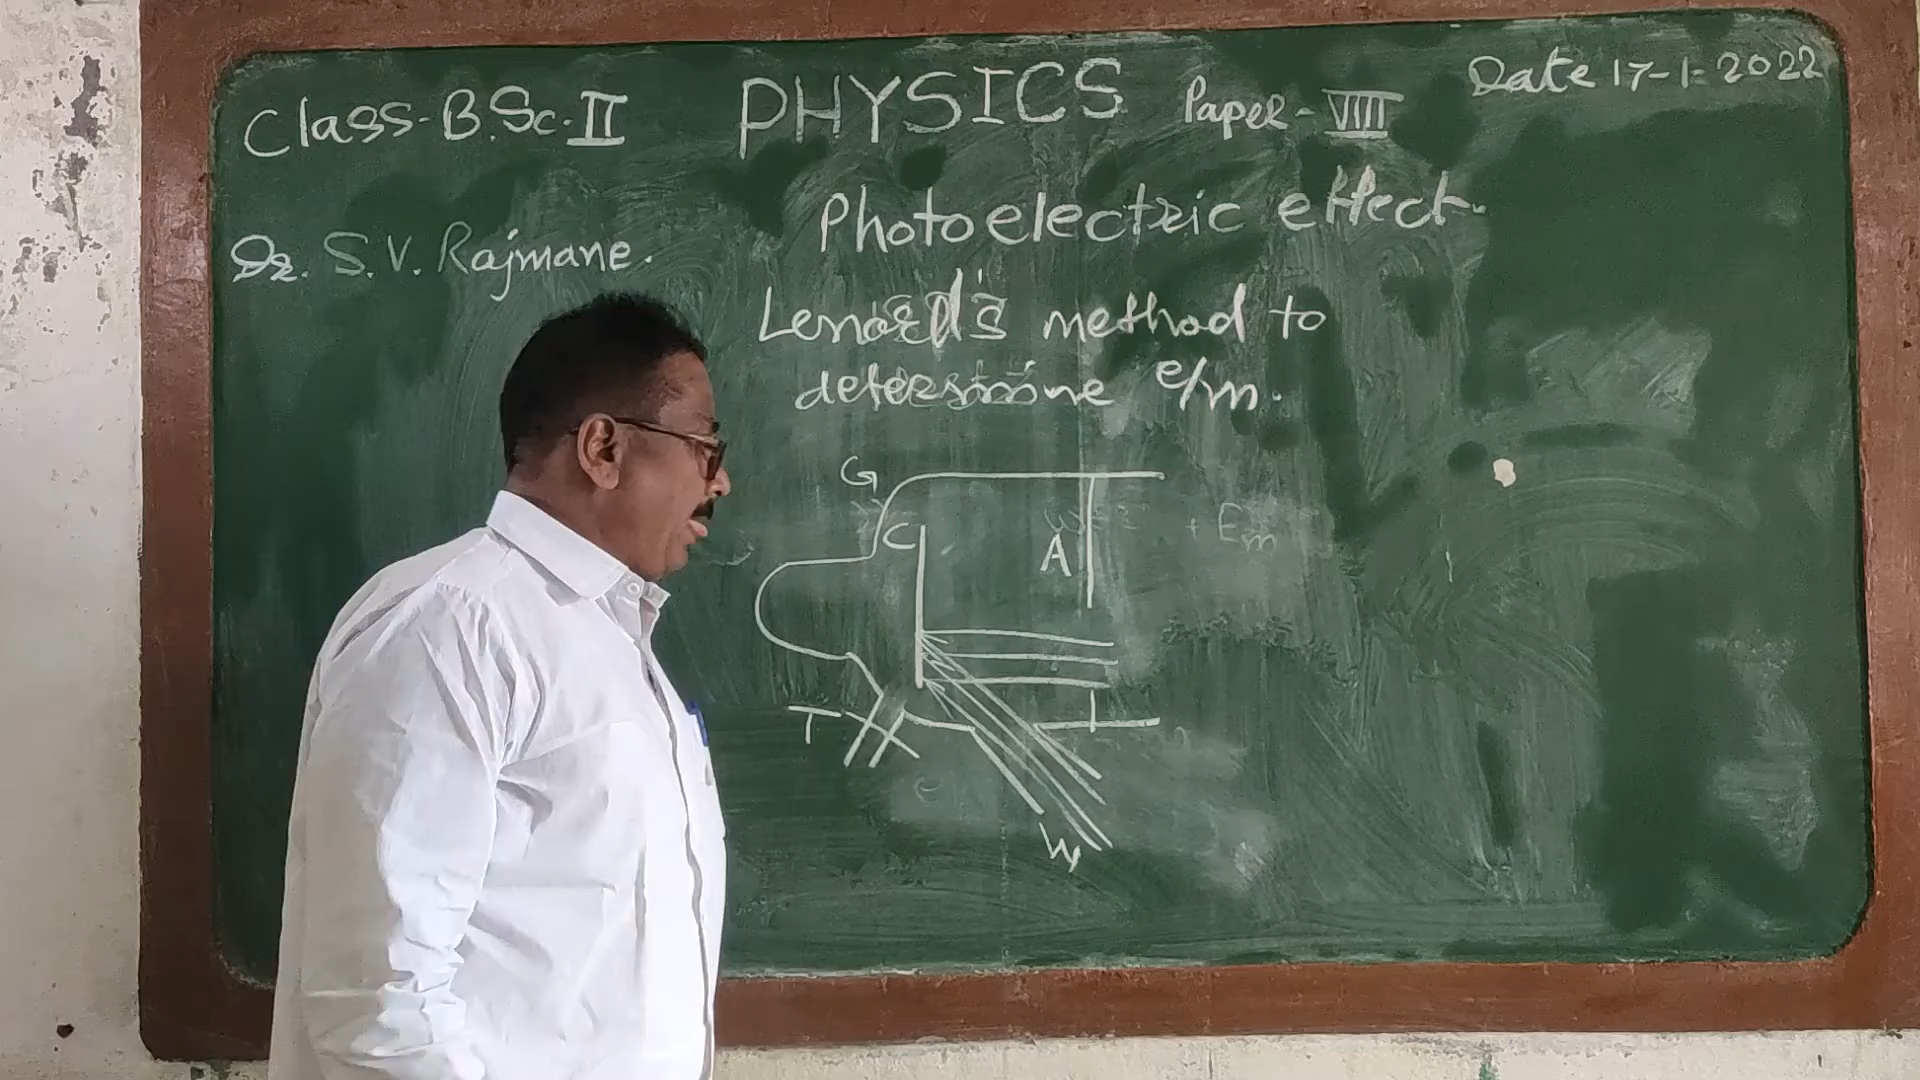 Class-B.Sc.II PHYSICS Paper-VIII Date 17-1-2022
Dr. S.V. Rajmane.
Photoelectric effect.
Lenard's method to
determine e/m.
G
C
A
Em
T
e
W